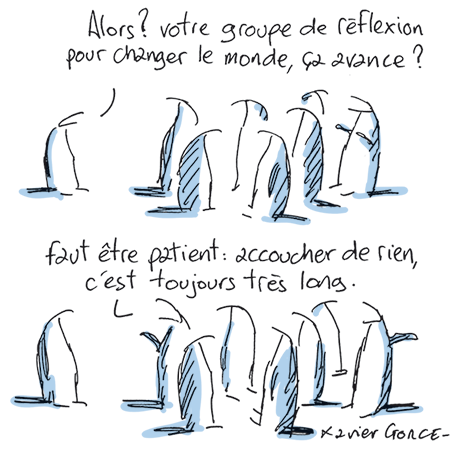 Alors? votre groupe de réflexion
pour changer le monde, ça avance?
faut être patient: accoucher de rien,
c'est toujours très long.
Xavier GORCE-